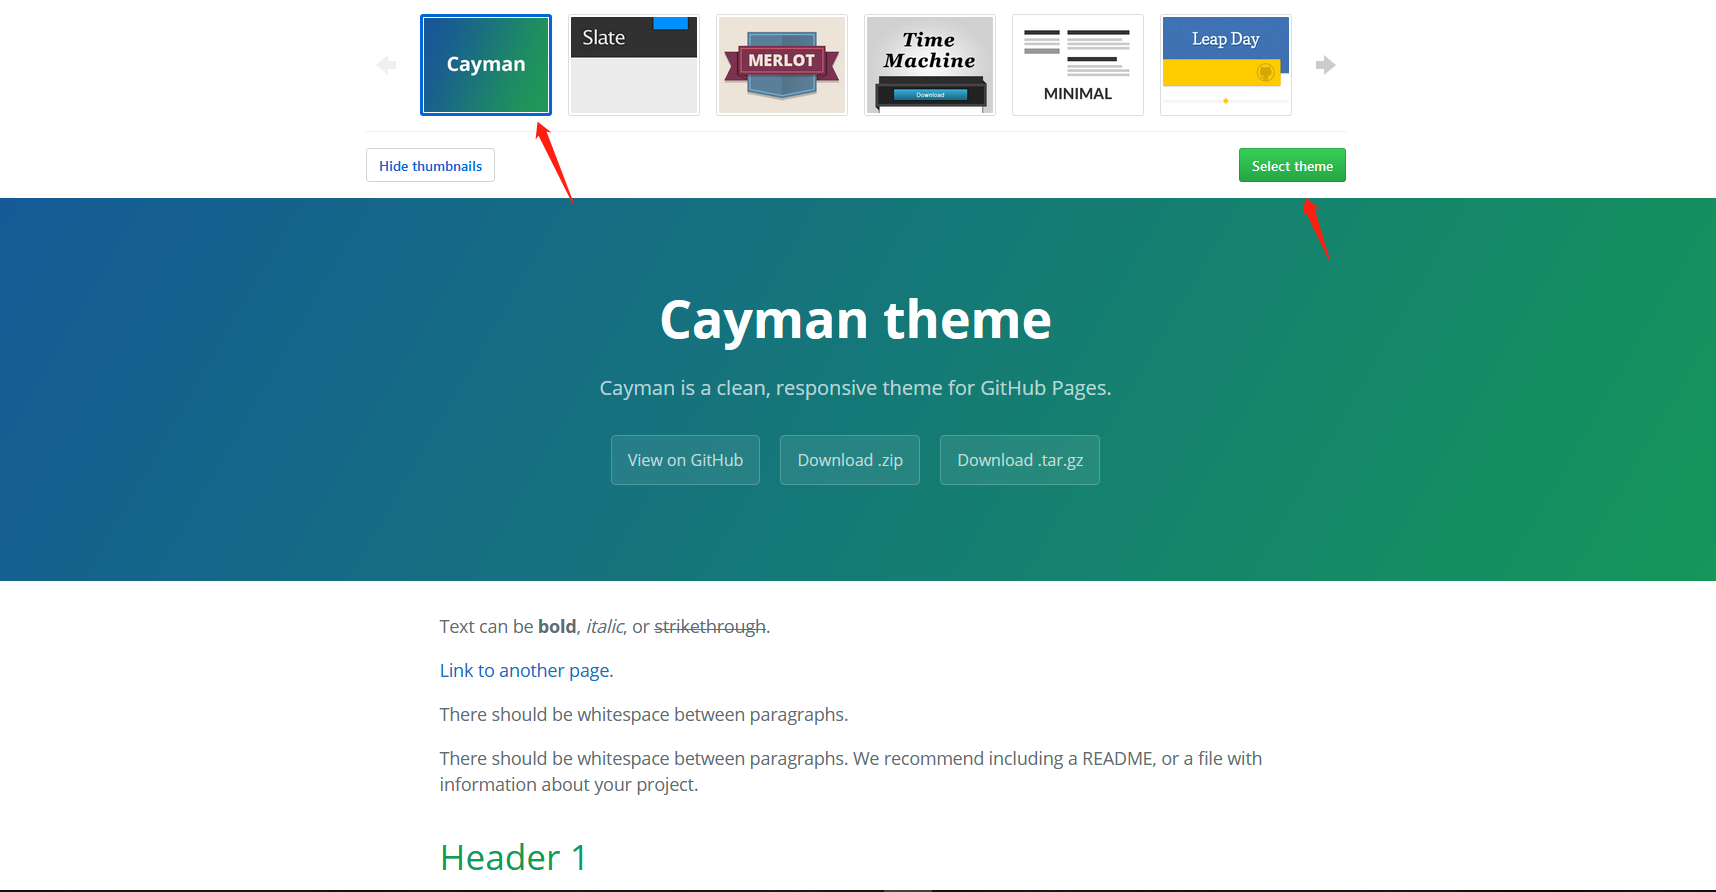 Cayman
Slate
MERLOT
Time
Machine
Download
MINIMAL
Leap Day
Hide thumbnails
Select theme
Cayman theme
Cayman is a clean, responsive theme for GitHub Pages.
View on GitHub
Download .zip
Download .tar.gz
Text can be bold, italic, or strikethrough.
Link to another page.
There should be whitespace between paragraphs.
There should be whitespace between paragraphs. We recommend including a README, or a file with
information about your project.
Header 1